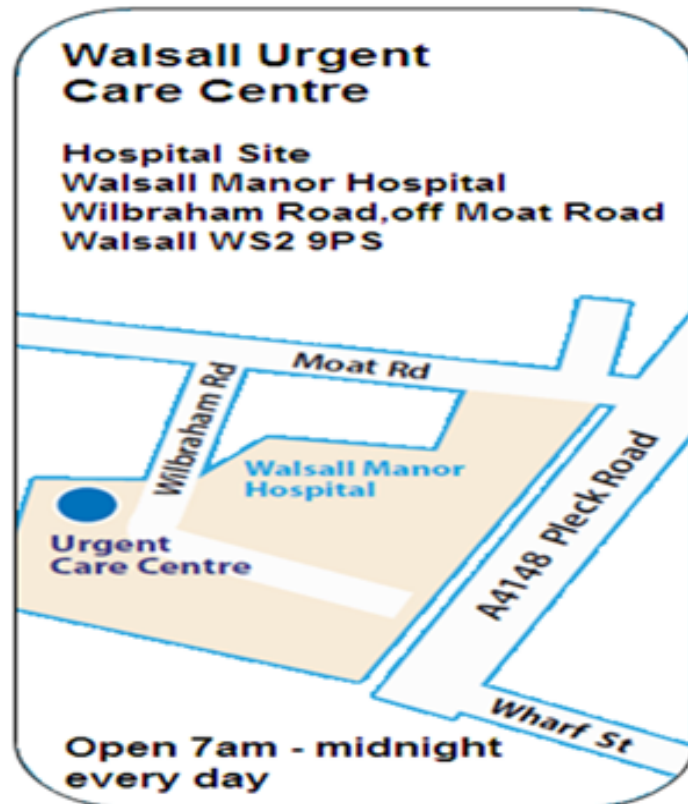 Walsall Urgent
Care Centre
Hospital Site
Walsall Manor Hospital
Wilbraham Road,off Moat Road
Walsall WS2 9PS
Moat Rd
Wilbraham Rd
Walsall Manor
Hospital
A4148 Pleck Road
Urgent
Care Centre
Wharf St
Open 7am - midnight
every day